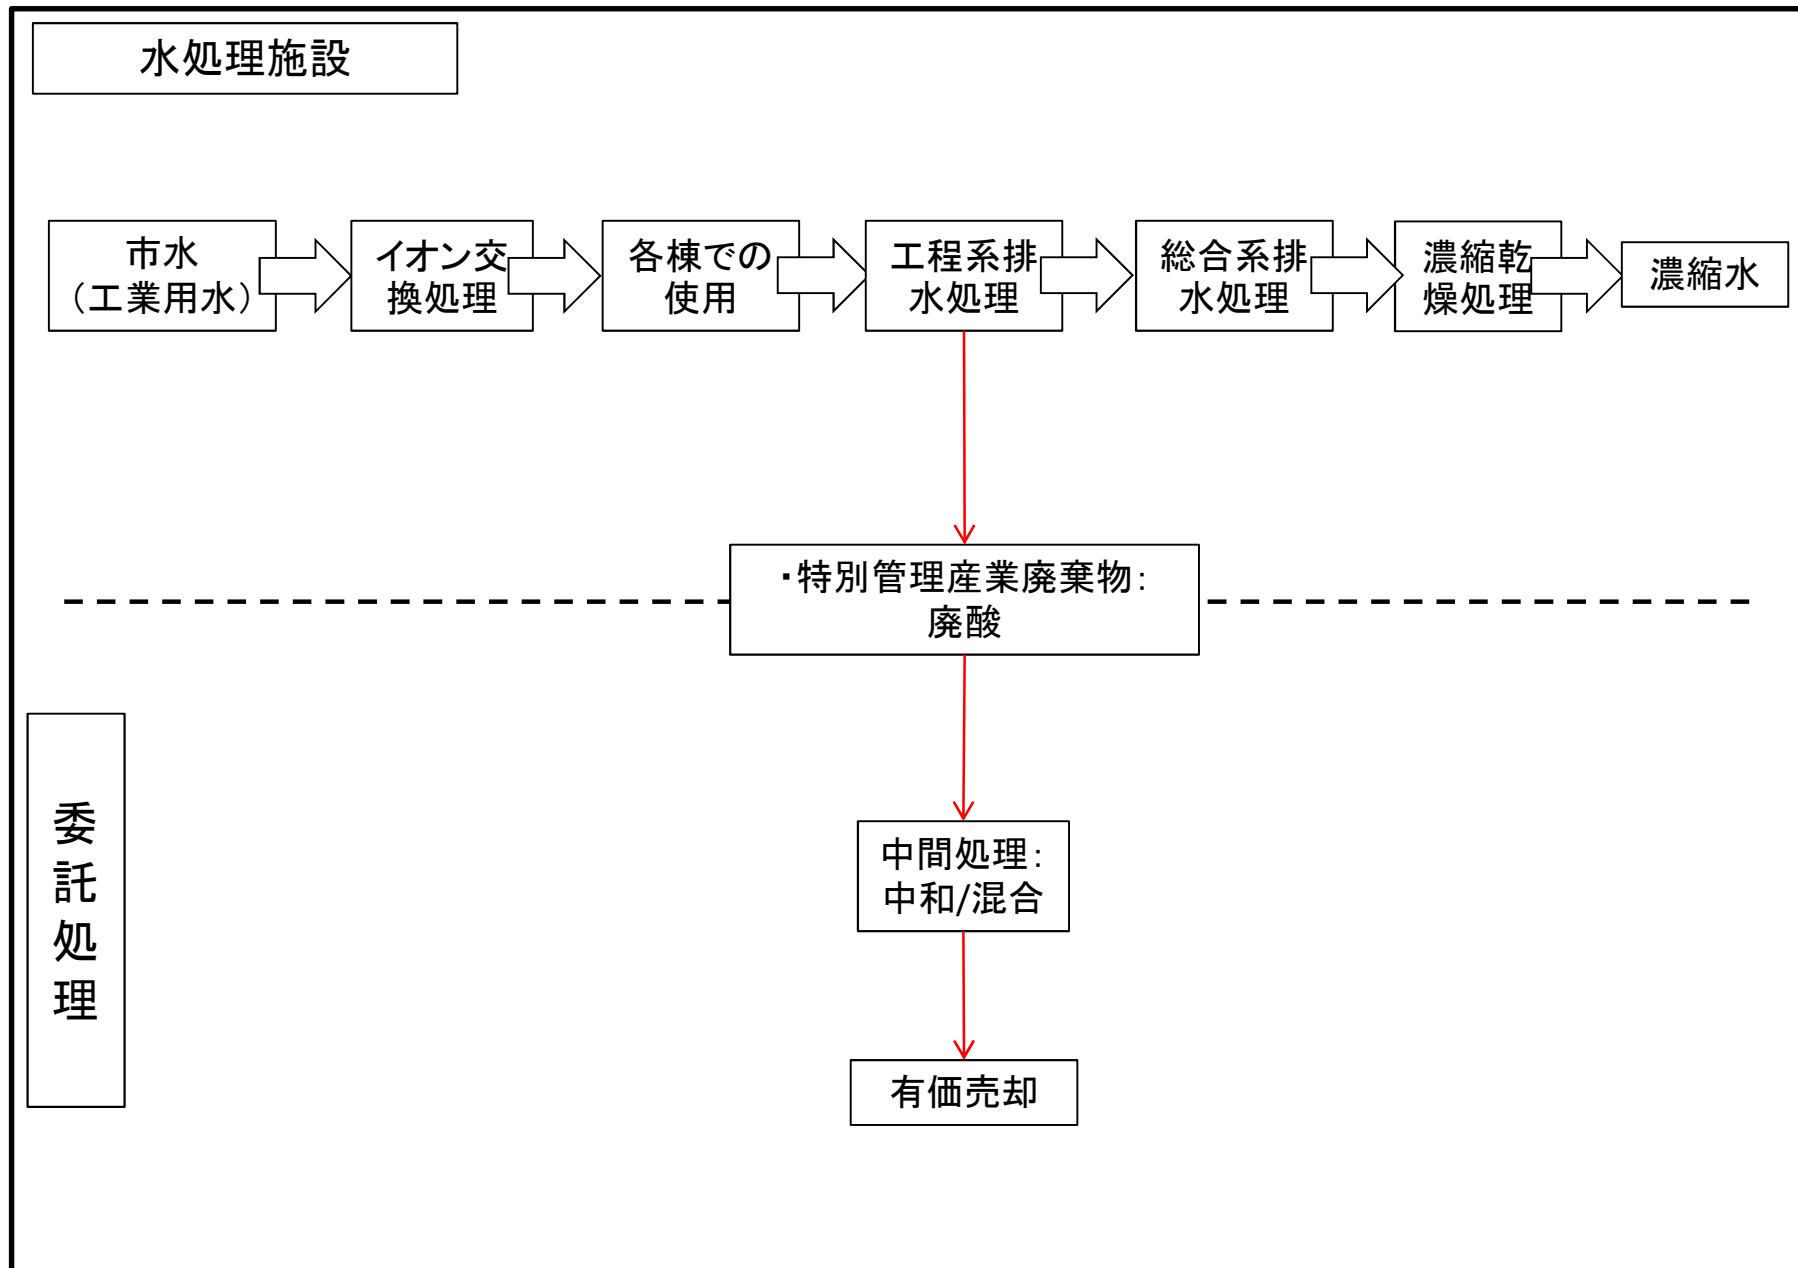 水処理施設
市水
（工業用水）
イオン交
換処理
各棟での
使用
工程系排
水処理
総合系排
水処理
濃縮乾
燥処理
濃縮水
・特別管理産業廃棄物：
廃酸
委
託
処
理
中間処理：
中和/混合
有価売却